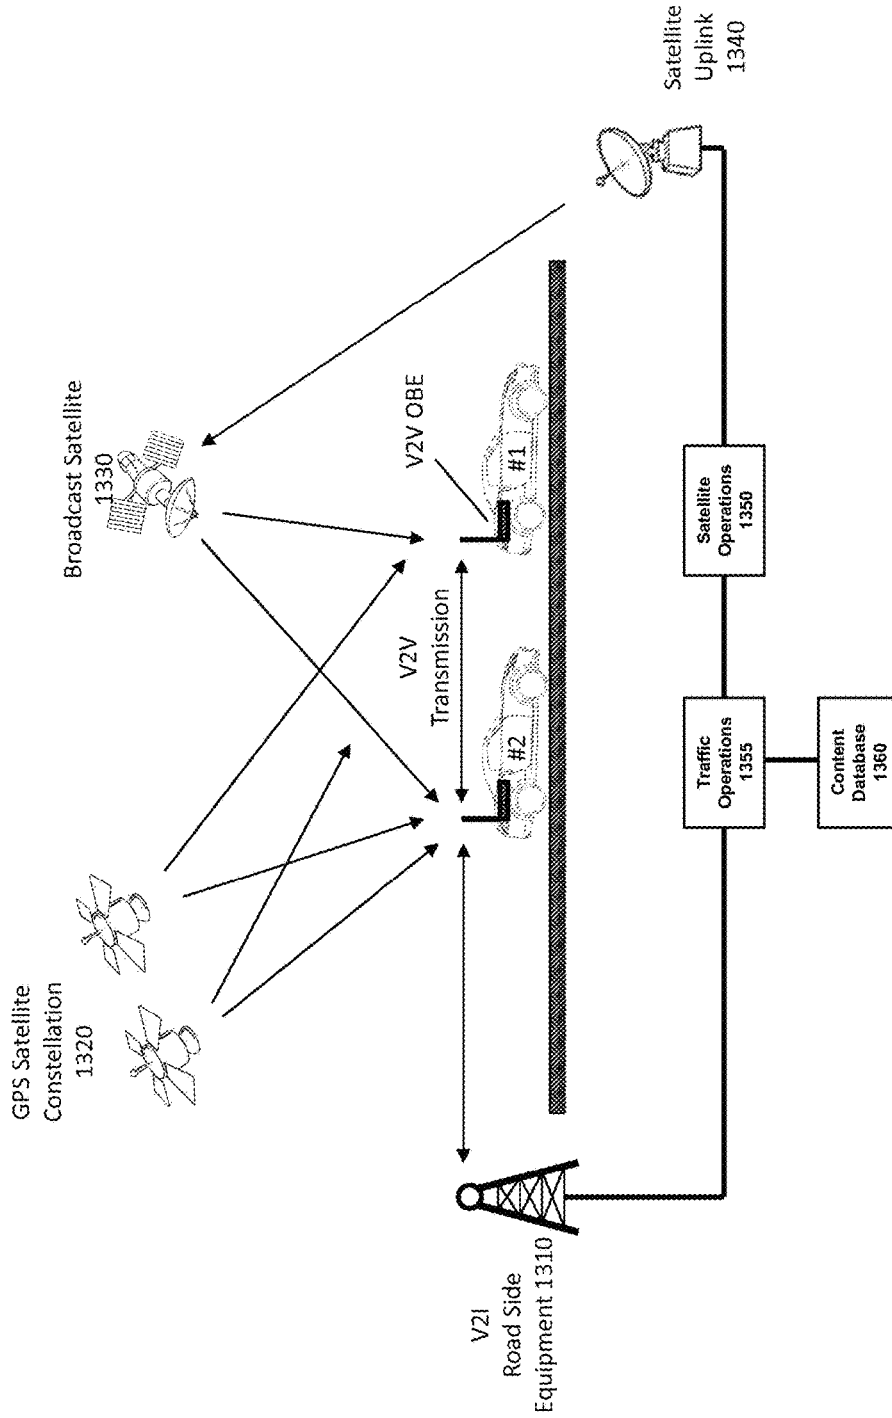 GPS Satellite
Constellation
1320
Broadcast Satellite
1330
V2V OBE
V2V
Transmission
#2
#1
V2I
Road Side
Equipment 1310
Satellite
Uplink
1340
Traffic
Operations
1355
Satellite
Operations
1350
Content
Database
1360